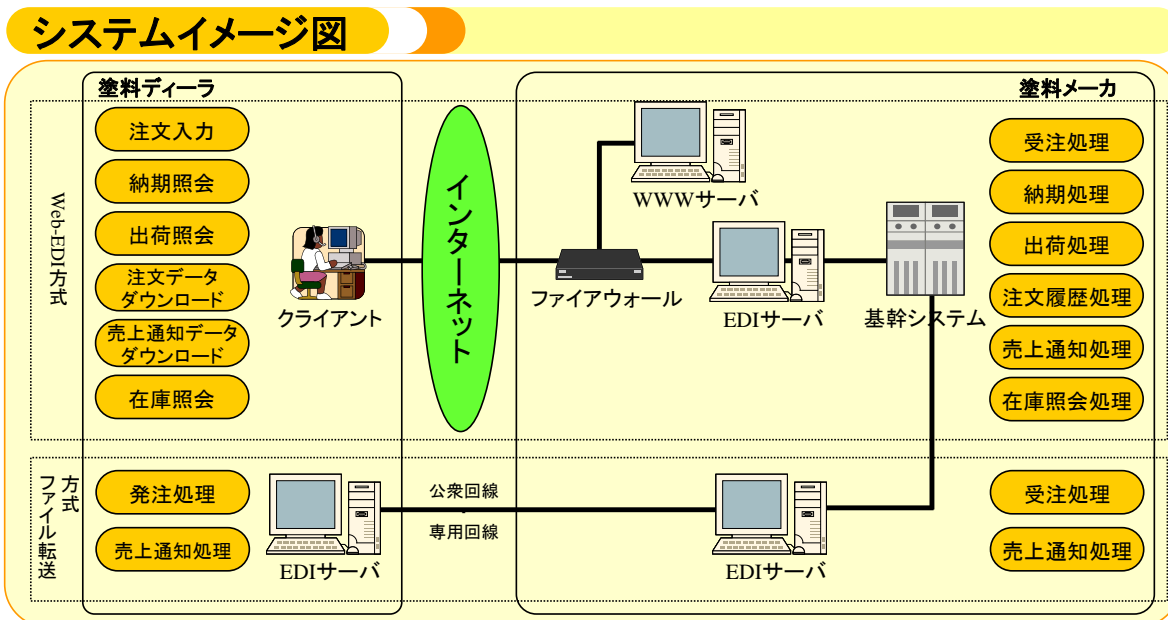 システムイメージ図
塗料ディーラ
塗料メーカ
Web-EDI方式
注文入力
納期照会
出荷照会
注文データ
ダウンロード
売上通知データ
ダウンロード
在庫照会
クライアント
インターネット
WWWサーバ
ファイアウォール
EDIサーバ
基幹システム
受注処理
納期処理
出荷処理
注文履歴処理
売上通知処理
在庫照会処理
方式
ファイル転送
発注処理
売上通知処理
EDIサーバ
公衆回線
・
専用回線
EDIサーバ
受注処理
売上通知処理